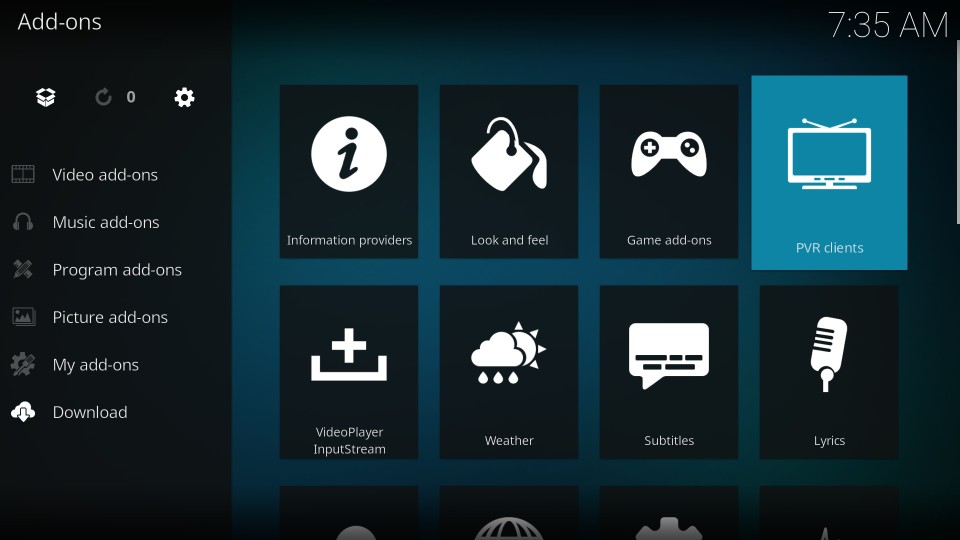 Add-ons
7:35 AM
0
Video add-ons
Music add-ons
Program add-ons
Picture add-ons
My add-ons
Download
Information providers
Look and feel
Game add-ons
PVR clients
VideoPlayer
InputStream
Weather
Subtitles
Lyrics